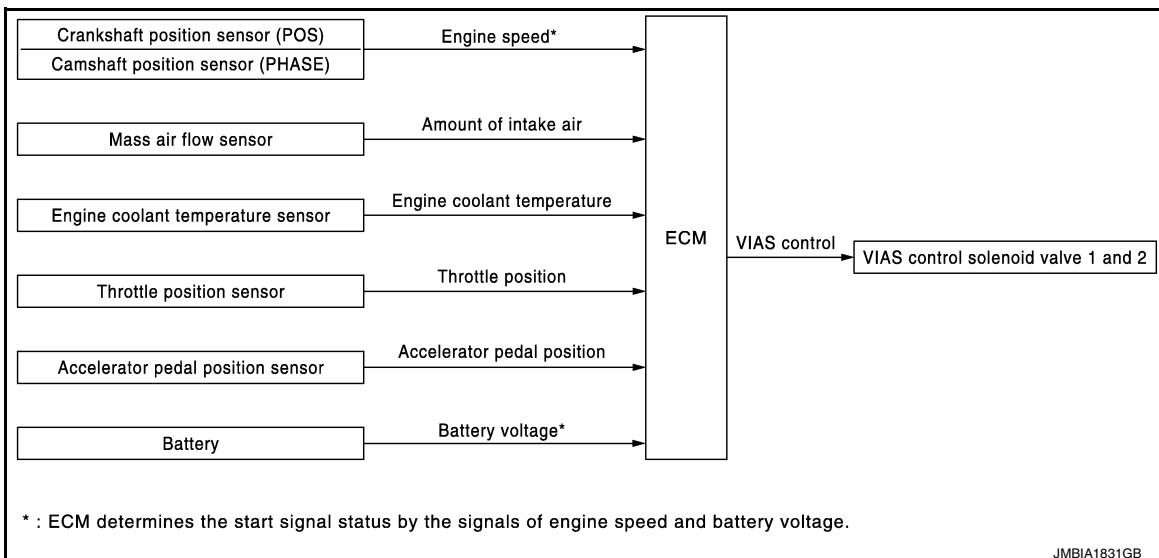 Crankshaft position sensor (POS)
Camshaft position sensor (PHASE)
Engine speed*
Mass air flow sensor
Amount of intake air
Engine coolant temperature sensor
Engine coolant temperature
Throttle position sensor
Throttle position
Accelerator pedal position sensor
Accelerator pedal position
Battery
Battery voltage*
ECM
VIAS control
VIAS control solenoid valve 1 and 2
* : ECM determines the start signal status by the signals of engine speed and battery voltage.
JMBIA1831GB